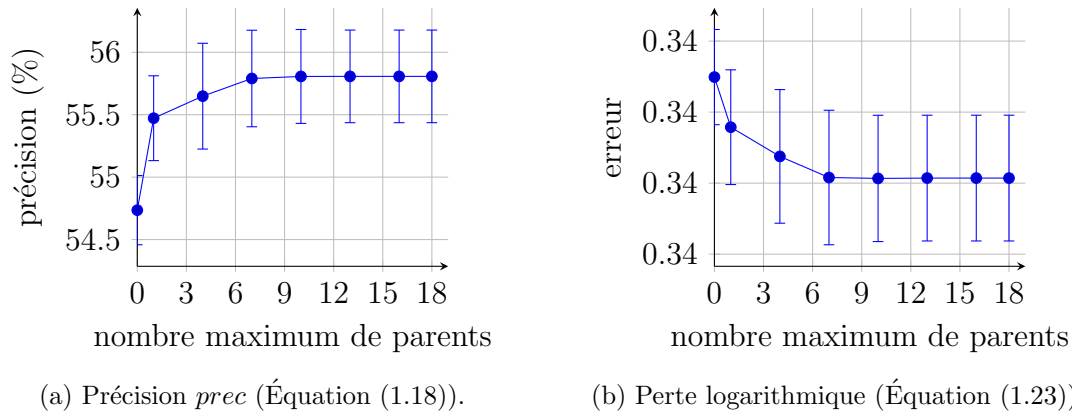 précision (%)
56
55.5
55
54.5
0 3 6 9 12 15 18
nombre maximum de parents
(a) Précision prec (Équation (1.18)).
erreur
0.34
0.34
0.34
0.34
0 3 6 9 12 15 18
nombre maximum de parents
(b) Perte logarithmique (Équation (1.23))